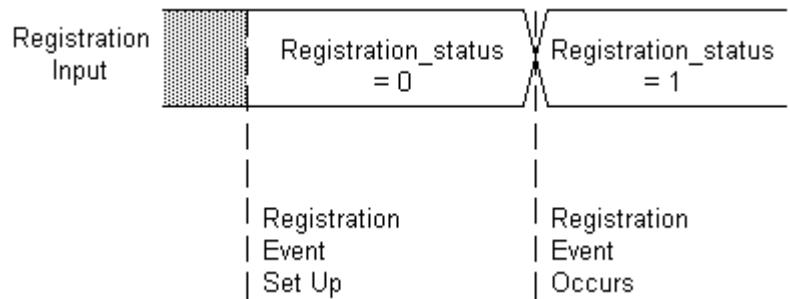 Registration
Input
Registration_status
= 0
Registration_status
= 1
Registration
Event
Set Up
Registration
Event
Occurs